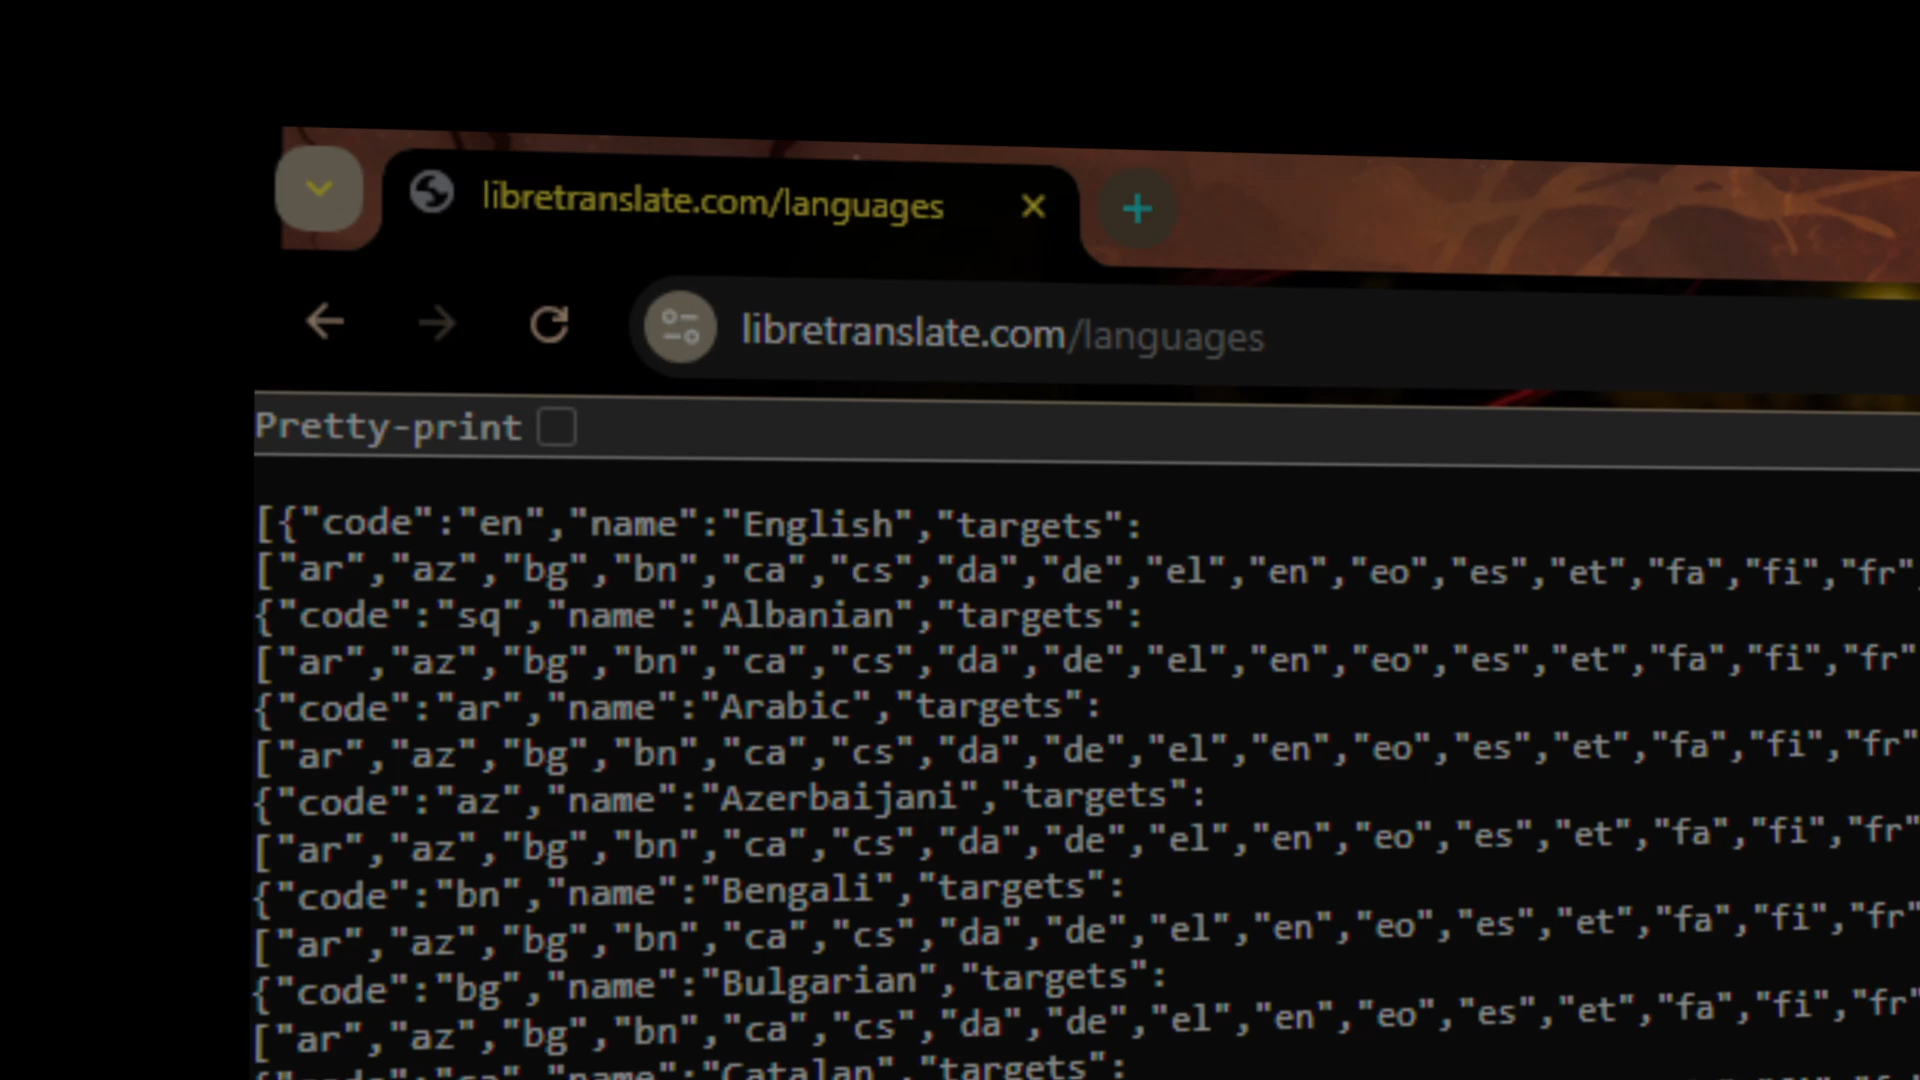 libretranslate.com/languages
libretranslate.com/languages
Pretty-print
[{"code":"en","name":"English","targets":
["ar","az","bg","bn","ca","cs","da","de","el","en","eo","es","et","fa","fi","fr"
{"code":"sq","name":"Albanian","targets":
["ar","az","bg","bn","ca","cs","da","de","el","en","eo","es","et","fa","fi","fr"
{"code":"ar","name":"Arabic","targets":
["ar","az","bg","bn","ca","cs","da","de","el","en","eo","es","et","fa","fi","fr"
{"code":"az","name":"Azerbaijani","targets":
["ar","az","bg","bn","ca","cs","da","de","el","en","eo","es","et","fa","fi","fr"
{"code":"bn","name":"Bengali","targets":
["ar","az","bg","bn","ca","cs","da","de","el","en","eo","es","et","fa","fi","fr"
{"code":"bg","name":"Bulgarian","targets":
["ar","az","bg","bn","ca","cs","da","de","el","en","eo","es","et","fa","fi","fr"
"Catalan","targets":